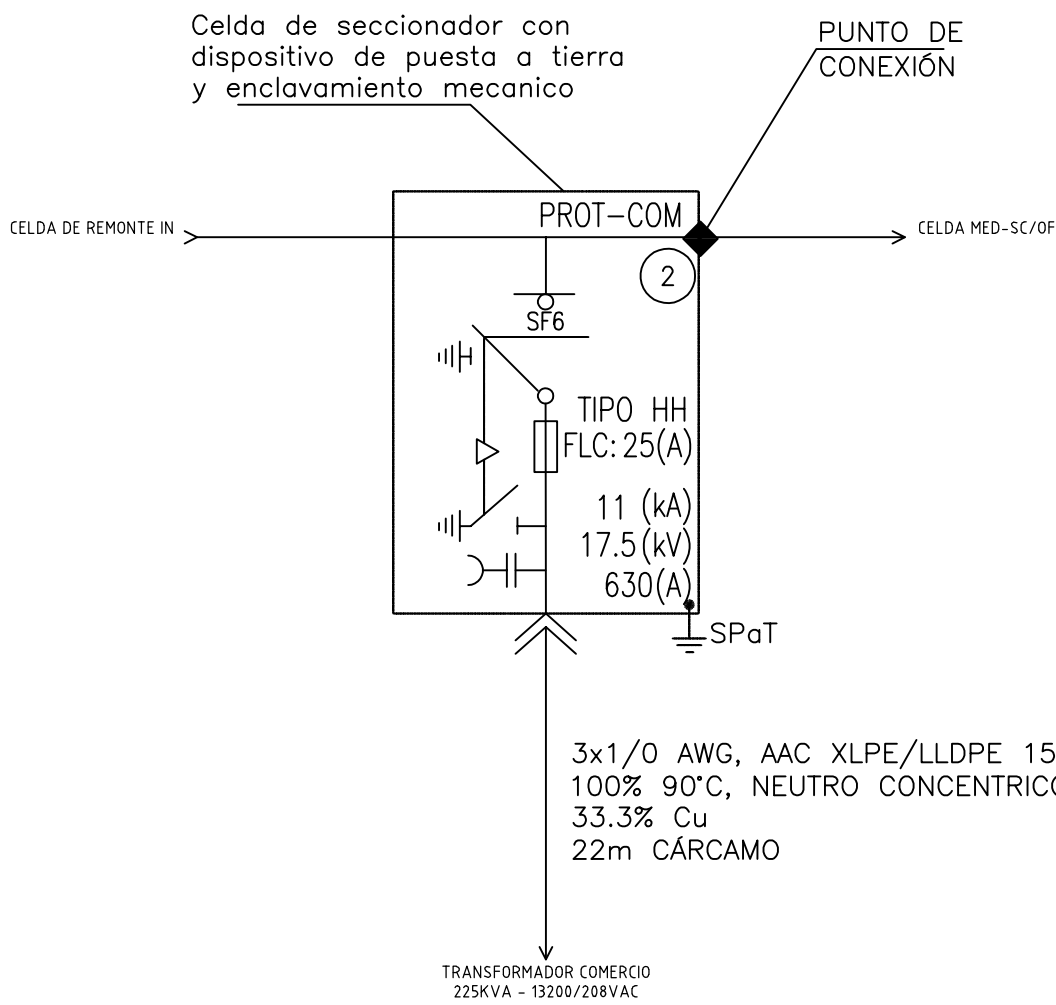 Celda de seccionador con
dispositivo de puesta a tierra
y enclavamiento mecanico
PUNTO DE
CONEXIÓN
CELDA DE REMONTE IN
PROT-COM
CELDA MED-SC/OF
2
SF6
TIPO HH
FLC: 25(A)
11 (kA)
17.5(kV)
630(A)
SPaT
3x1/0 AWG, AAC XLPE/LLDPE 15
100% 90°C, NEUTRO CONCENTRICO
33.3% Cu
22m CÁRCAMO
TRANSFORMADOR COMERCIO
225KVA - 13200/208VAC